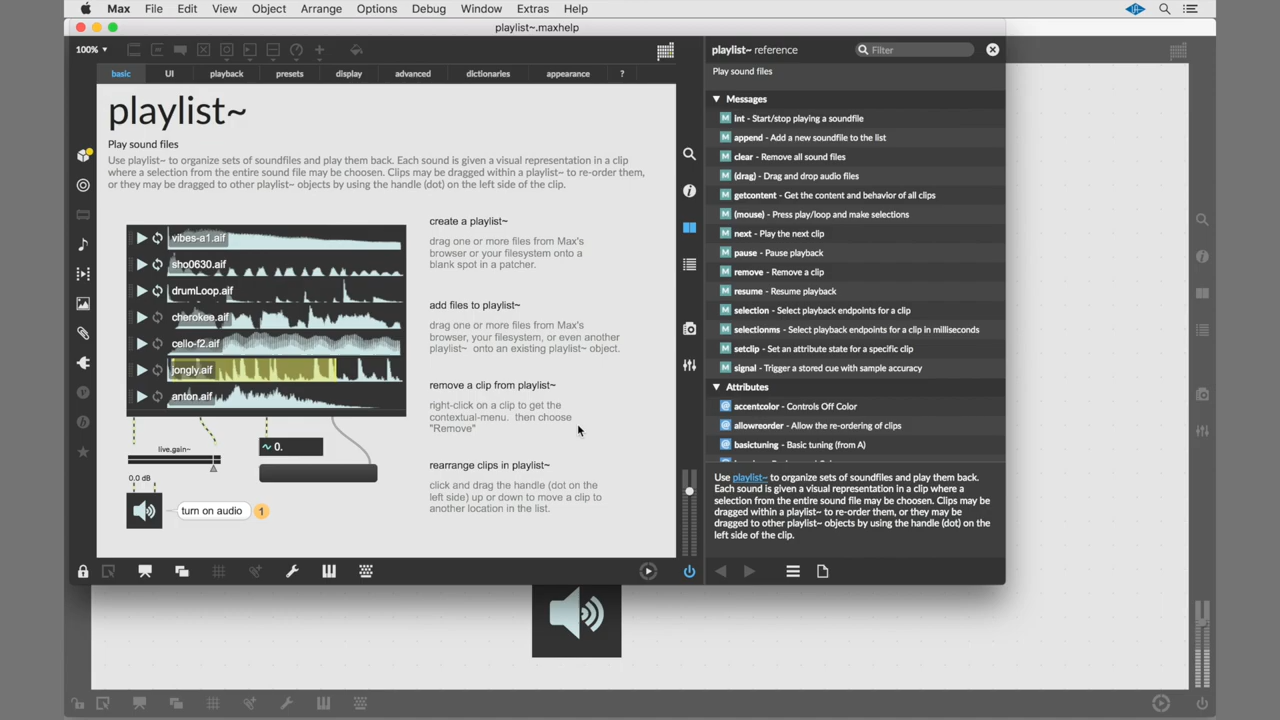 Max File Edit View Object Arrange Options Debug Window Extras Help
playlist~.maxhelp
100%
basic UI playback presets display advanced dictionaries appearance ?
playlist~
Play sound files
Use playlist~ to organize sets of soundfiles and play them back. Each sound is given a visual representation in a clip
where a selection from the entire sound file may be choosen. Clips may be dragged within a playlist~ to re-order them,
or they may be dragged to other playlist~ objects by using the handle (dot) on the left side of the clip.
vibes-a1.aif
sho0630.aif
drumLoop.aif
cherokee.aif
cello-f2.aif
jongly.aif
anton.aif
live.gain~
0.0 dB
0.
turn on audio 1
create a playlist~
drag one or more files from Max's
browser or your filesystem onto a
blank spot in a patcher.
add files to playlist~
drag one or more files from Max's
browser, your filesystem, or even another
playlist~ onto an existing playlist~ object.
remove a clip from playlist~
right-click on a clip to get the
contextual-menu. then choose
"Remove"
rearrange clips in playlist~
click and drag the handle (dot on the
left side) up or down to move a clip to
another location in the list.
playlist~ reference
Filter
Play sound files
Messages
M int - Start/stop playing a soundfile
M append - Add a new soundfile to the list
M clear - Remove all sound files
M (drag) - Drag and drop audio files
M getcontent - Get the content and behavior of all clips
M (mouse) - Press play/loop and make selections
M next - Play the next clip
M pause - Pause playback
M remove - Remove a clip
M resume - Resume playback
M selection - Select playback endpoints for a clip
M selectionms - Select playback endpoints for a clip in milliseconds
M setclip - Set an attribute state for a specific clip
M signal - Trigger a stored cue with sample accuracy
Attributes
@ accentcolor - Controls Off Color
@ allowreorder - Allow the re-ordering of clips
@ basictuning - Basic tuning (from A)
Use playlist~ to organize sets of soundfiles and play them back.
Each sound is given a visual representation in a clip where a
selection from the entire sound file may be choosen. Clips may be
dragged within a playlist~ to re-order them, or they may be
dragged to other playlist~ objects by using the handle (dot) on the
left side of the clip.